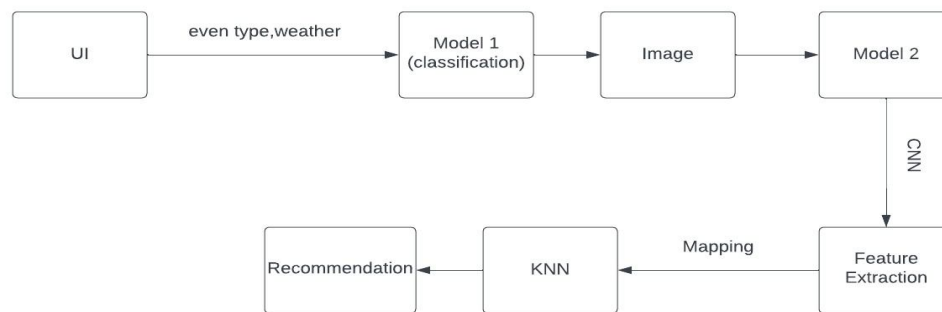 UI
even type,weather
Model 1
(classification)
Image
Model 2
CNN
Feature
Extraction
Mapping
KNN
Recommendation